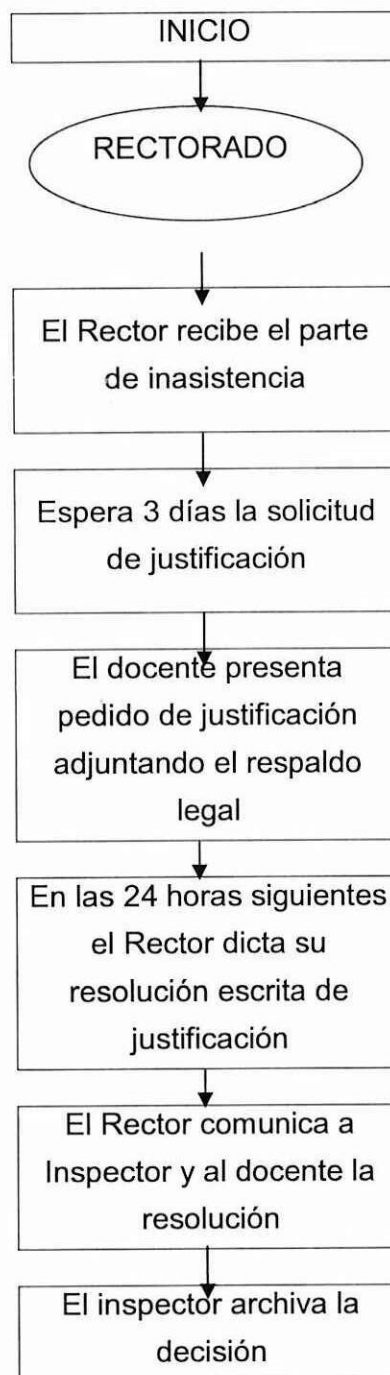 INICIO
RECTORADO
El Rector recibe el parte
de inasistencia
Espera 3 días la solicitud
de justificación
El docente presenta
pedido de justificación
adjuntando el respaldo
legal
En las 24 horas siguientes
el Rector dicta su
resolución escrita de
justificación
El Rector comunica a
Inspector y al docente la
resolución
El inspector archiva la
decisión